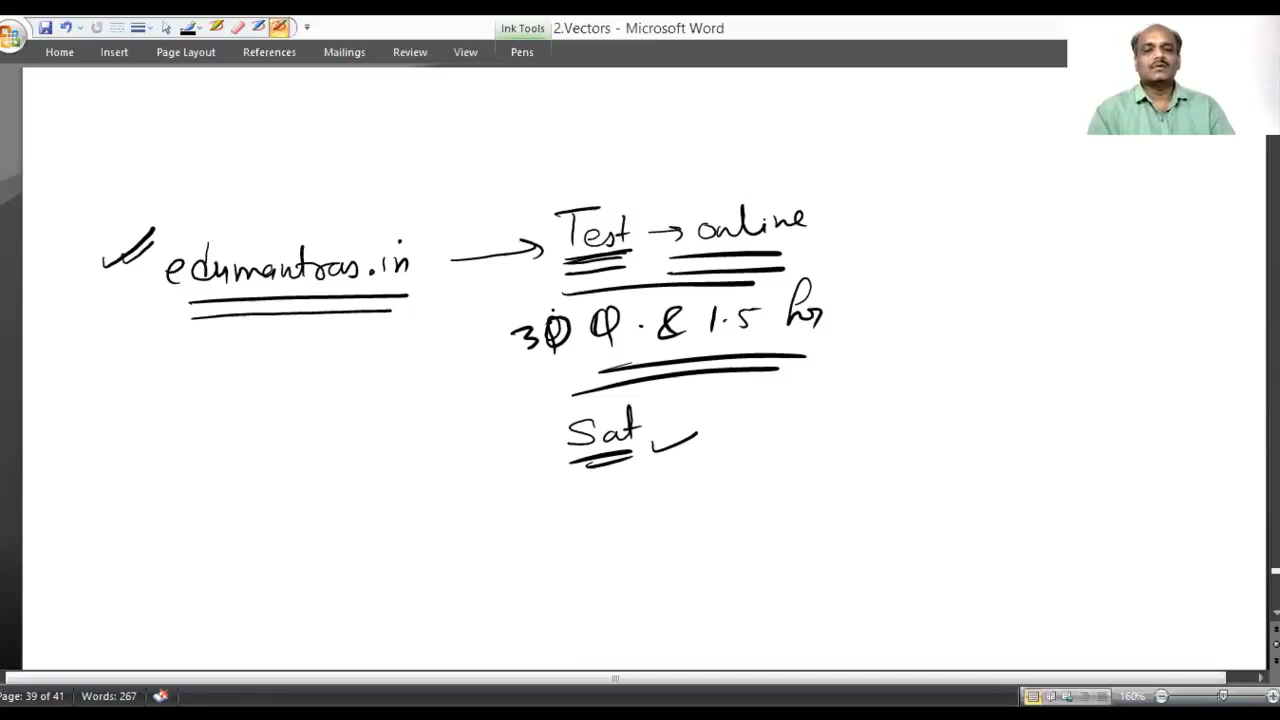 Ink Tools 2.Vectors - Microsoft Word
Home Insert Page Layout References Mailings Review View Pens
Test → online
edumantras.in →
30 Q. & 1.5 hr
Sat ✓
Page: 39 of 41 Words: 267 160%